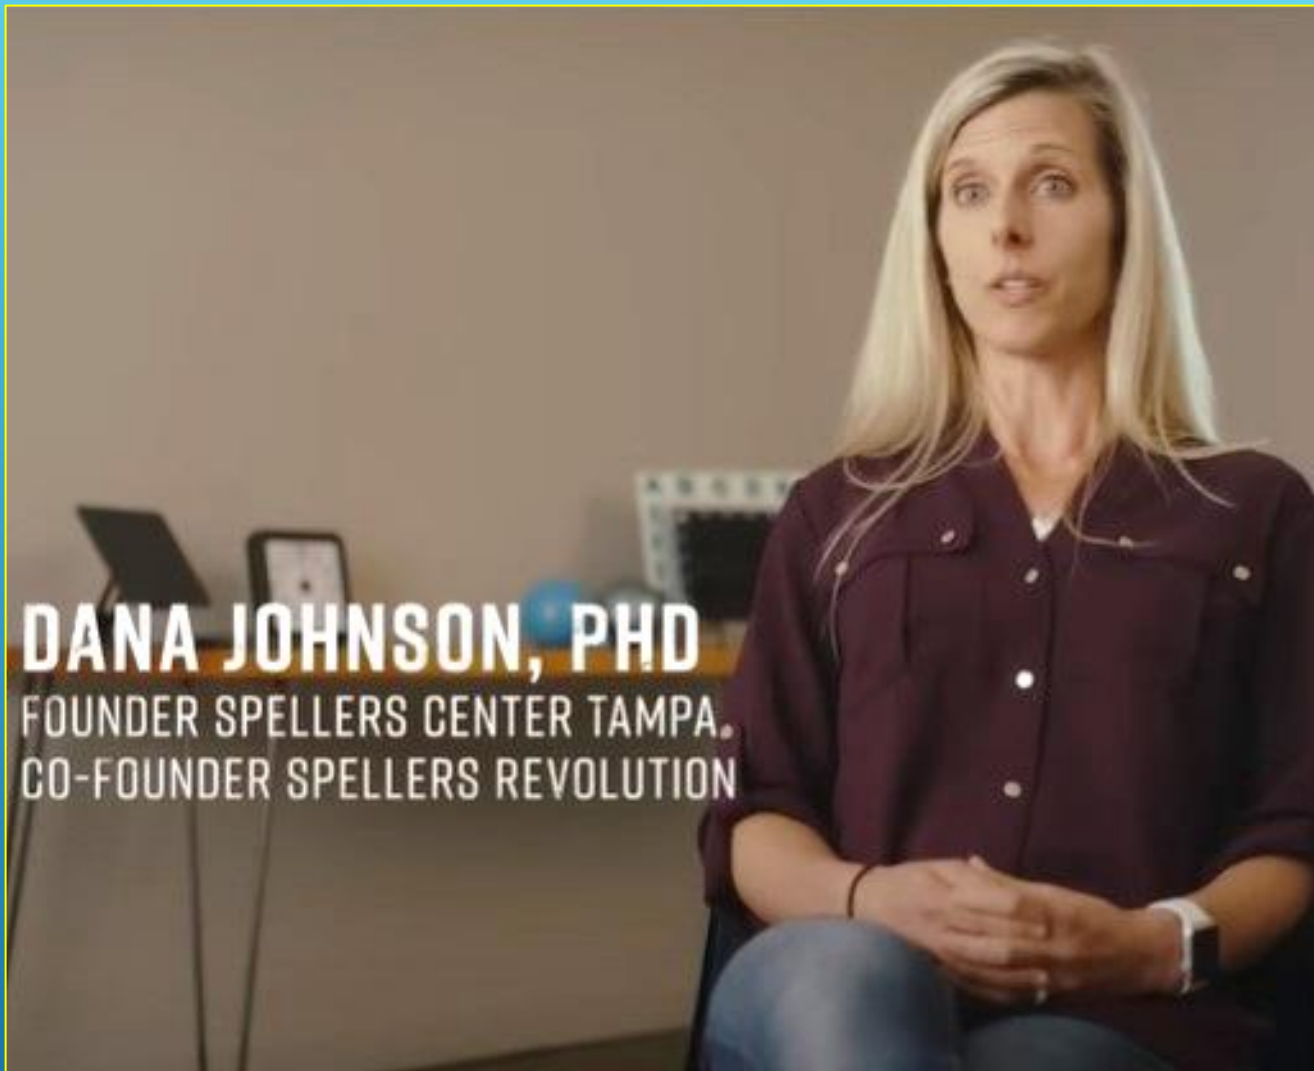 DANA JOHNSON, PHD
FOUNDER SPELLERS CENTER TAMPA.
CO-FOUNDER SPELLERS REVOLUTION